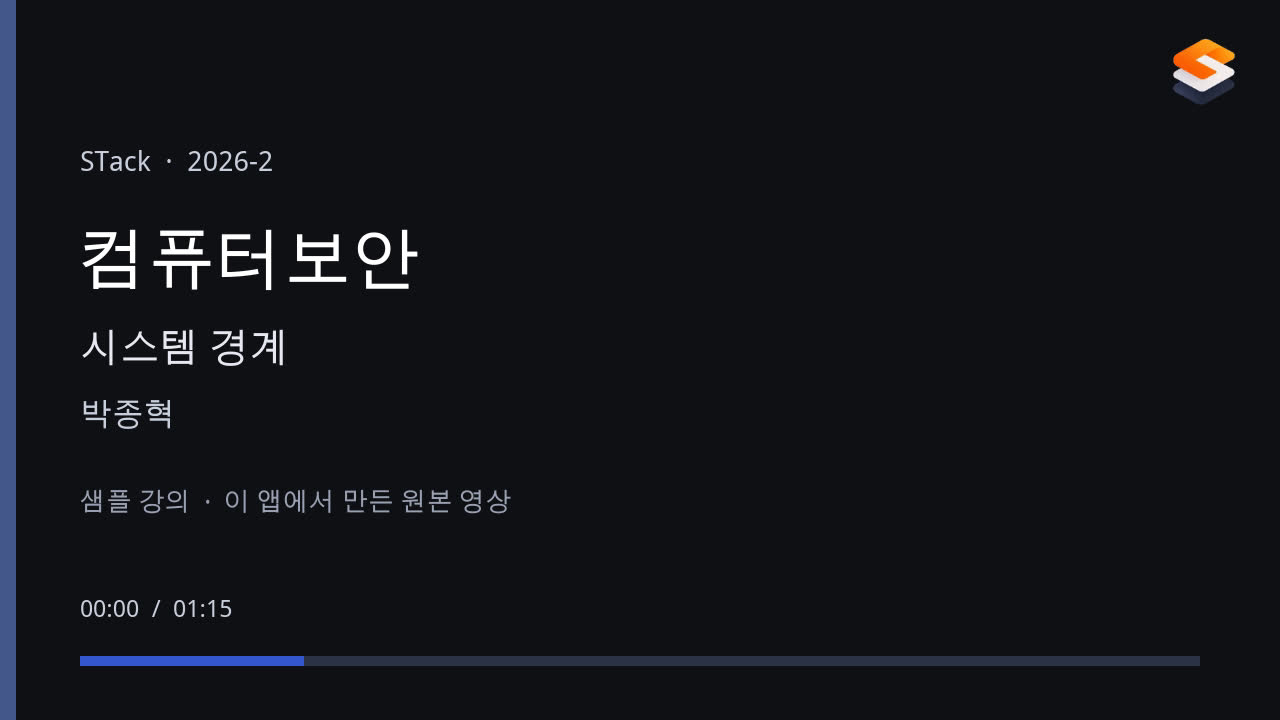 STack · 2026-2
컴퓨터보안
시스템 경계
박종혁
샘플 강의 · 이 앱에서 만든 원본 영상
00:00 / 01:15